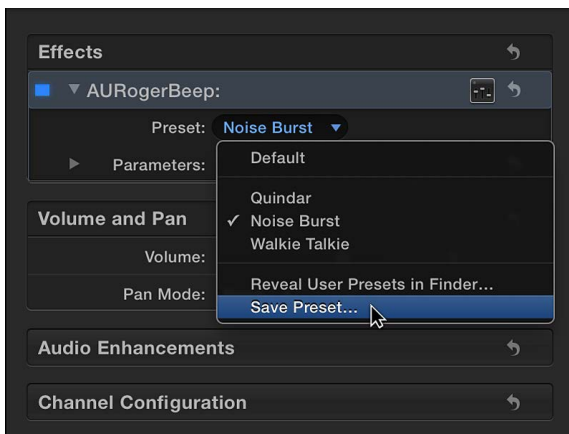 Effects
AURogerBeep:
Preset: Noise Burst
Parameters:
Default
Quindar
Noise Burst
Walkie Talkie
Reveal User Presets in Finder...
Save Preset...
Volume and Pan
Volume:
Pan Mode:
Audio Enhancements
Channel Configuration